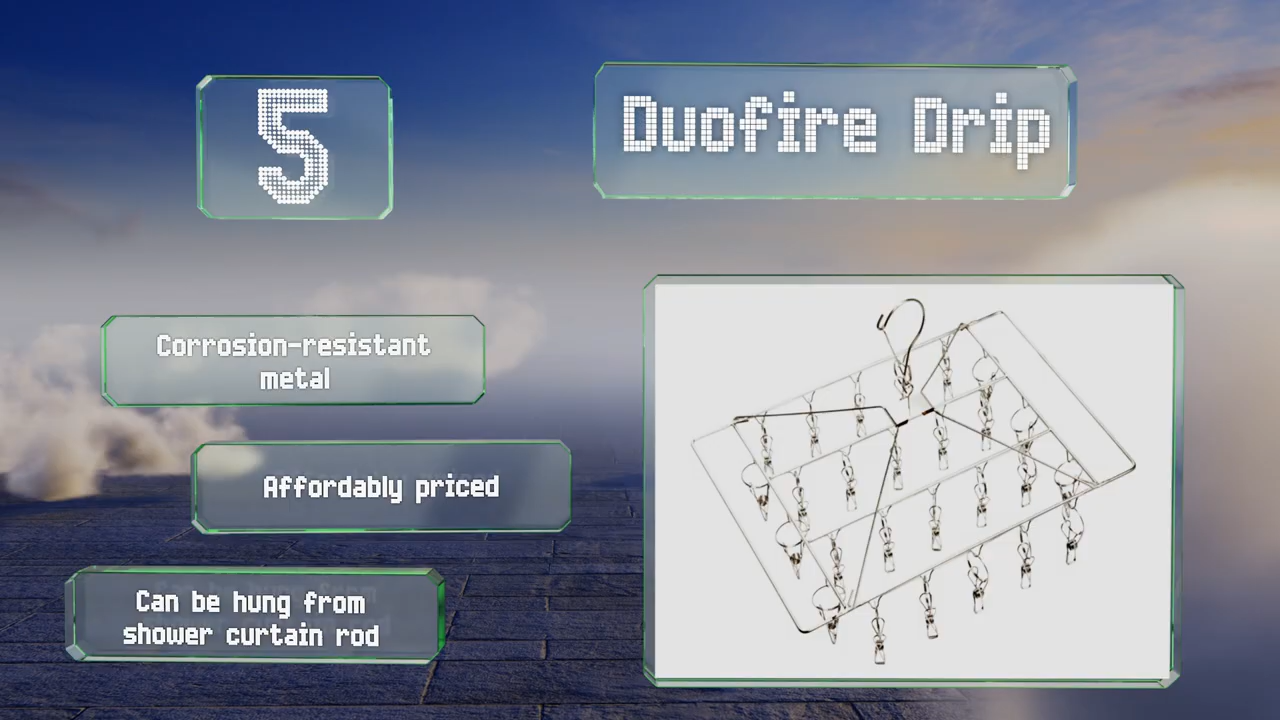 5
Duofire Drip
Corrosion-resistant
metal
Affordably priced
Can be hung from
shower curtain rod